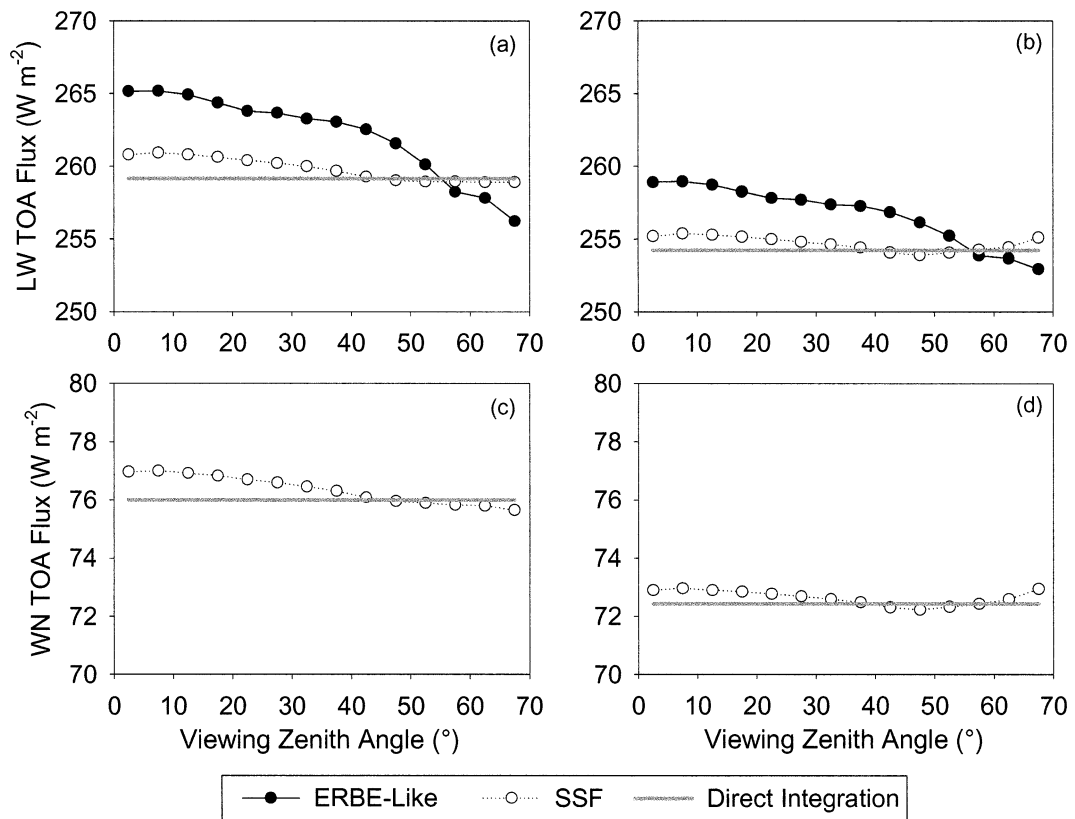 (a)
LW TOA Flux (W m-2)
270
265
260
255
250
0 10 20 30 40 50 60 70
(b)
270
265
260
255
250
0 10 20 30 40 50 60 70
(c)
WN TOA Flux (W m-2)
80
78
76
74
72
70
0 10 20 30 40 50 60 70
Viewing Zenith Angle (°)
(d)
80
78
76
74
72
70
0 10 20 30 40 50 60 70
Viewing Zenith Angle (°)
ERBE-Like SSF Direct Integration